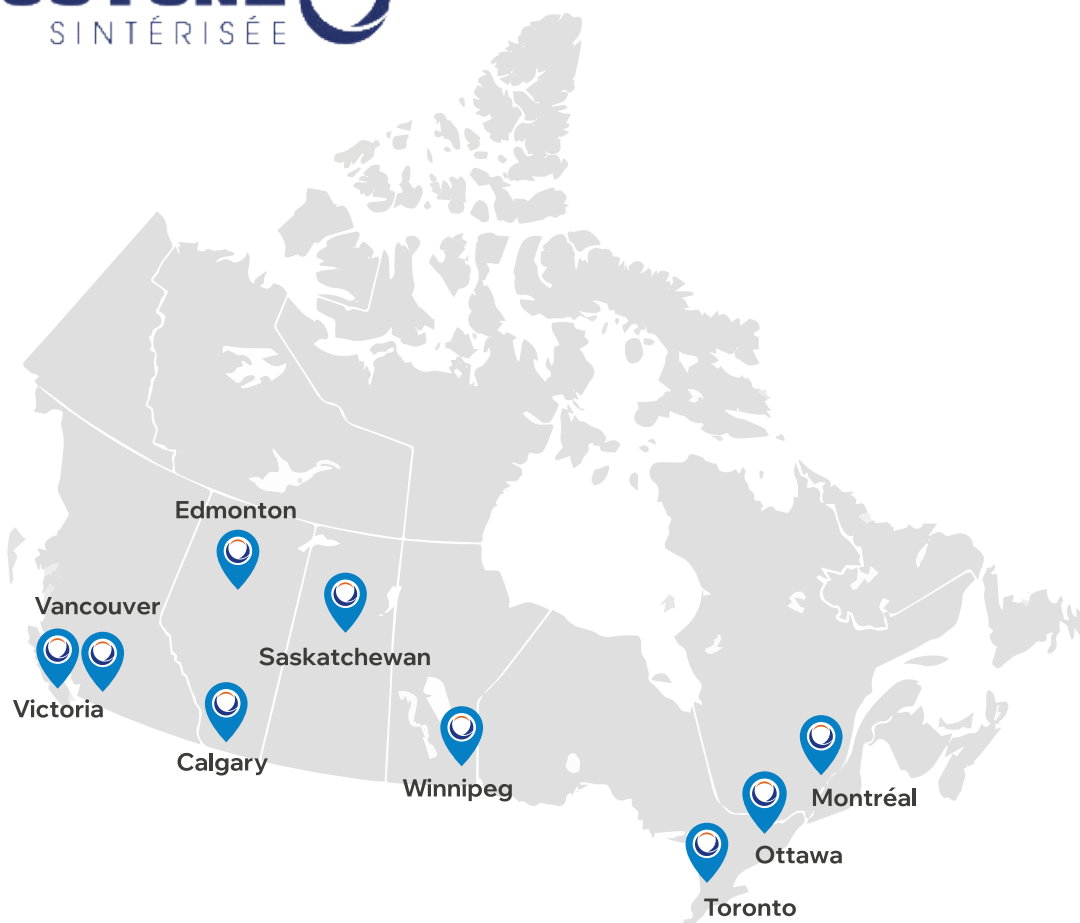 SINTÉRISÉE
Edmonton
Vancouver
Saskatchewan
Victoria
Calgary
Winnipeg
Montréal
Ottawa
Toronto